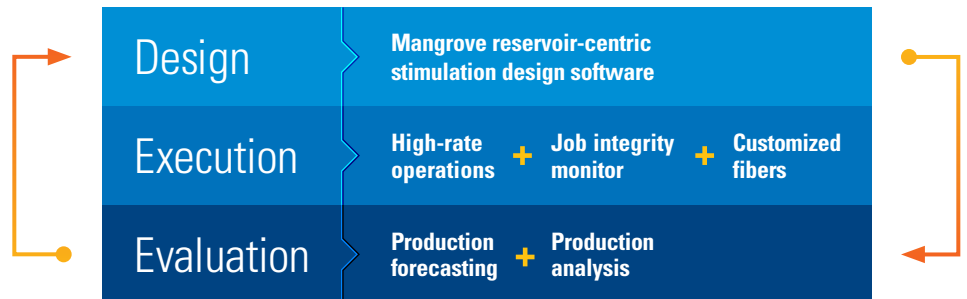 Design
Mangrove reservoir-centric
stimulation design software
Execution
High-rate
operations
+
Job integrity
monitor
+
Customized
fibers
Evaluation
Production
forecasting
+
Production
analysis